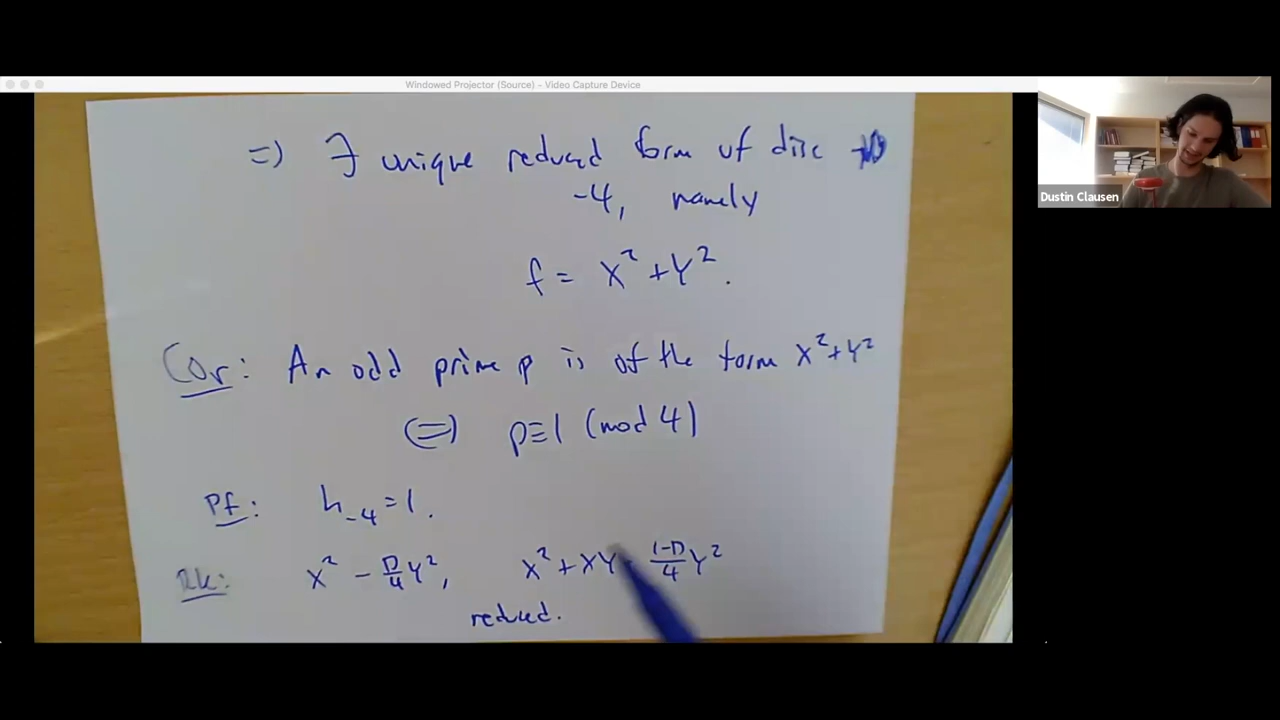 Windowed Projector (Source) - Video Capture Device
=> ∃ unique reduced form of disc
-4, namely
f = X² + Y².
Dustin Clausen
Cor: An odd prime p is of the form X²+Y²
<=> p≡1 (mod 4)
Pf: h₋₄ = 1.
Rk: X² - D/4 Y², X² + XY (1-D)/4 Y²
reduced.